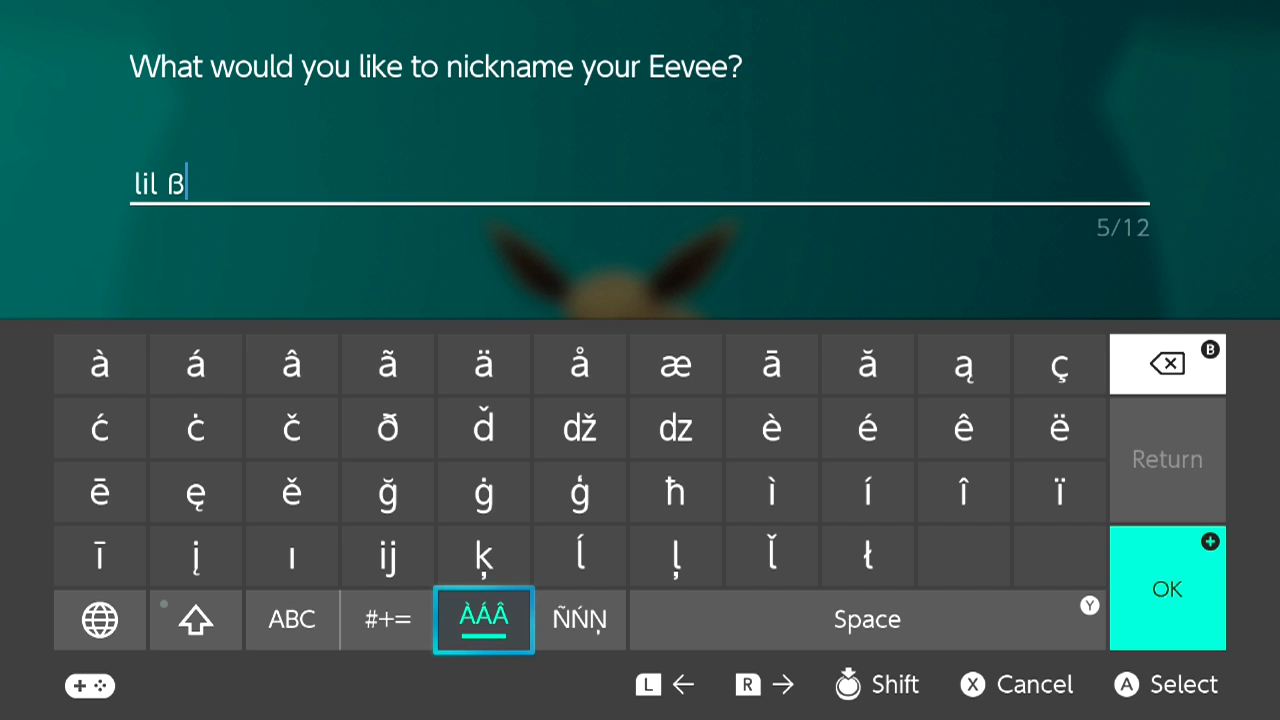 What would you like to nickname your Eevee?
lil ß
5/12
à á â ã ä å æ ā ă ą ç B
ć ċ č ð ď dž dz è é ê ë
Return
ē ę ě ğ ġ ģ ħ ì í î ï
ī į ı ij ķ ĺ ļ ľ ł
OK
ABC #+= ÀÁÂ ÑŃŅ Space Y
L ← R → Shift X Cancel A Select